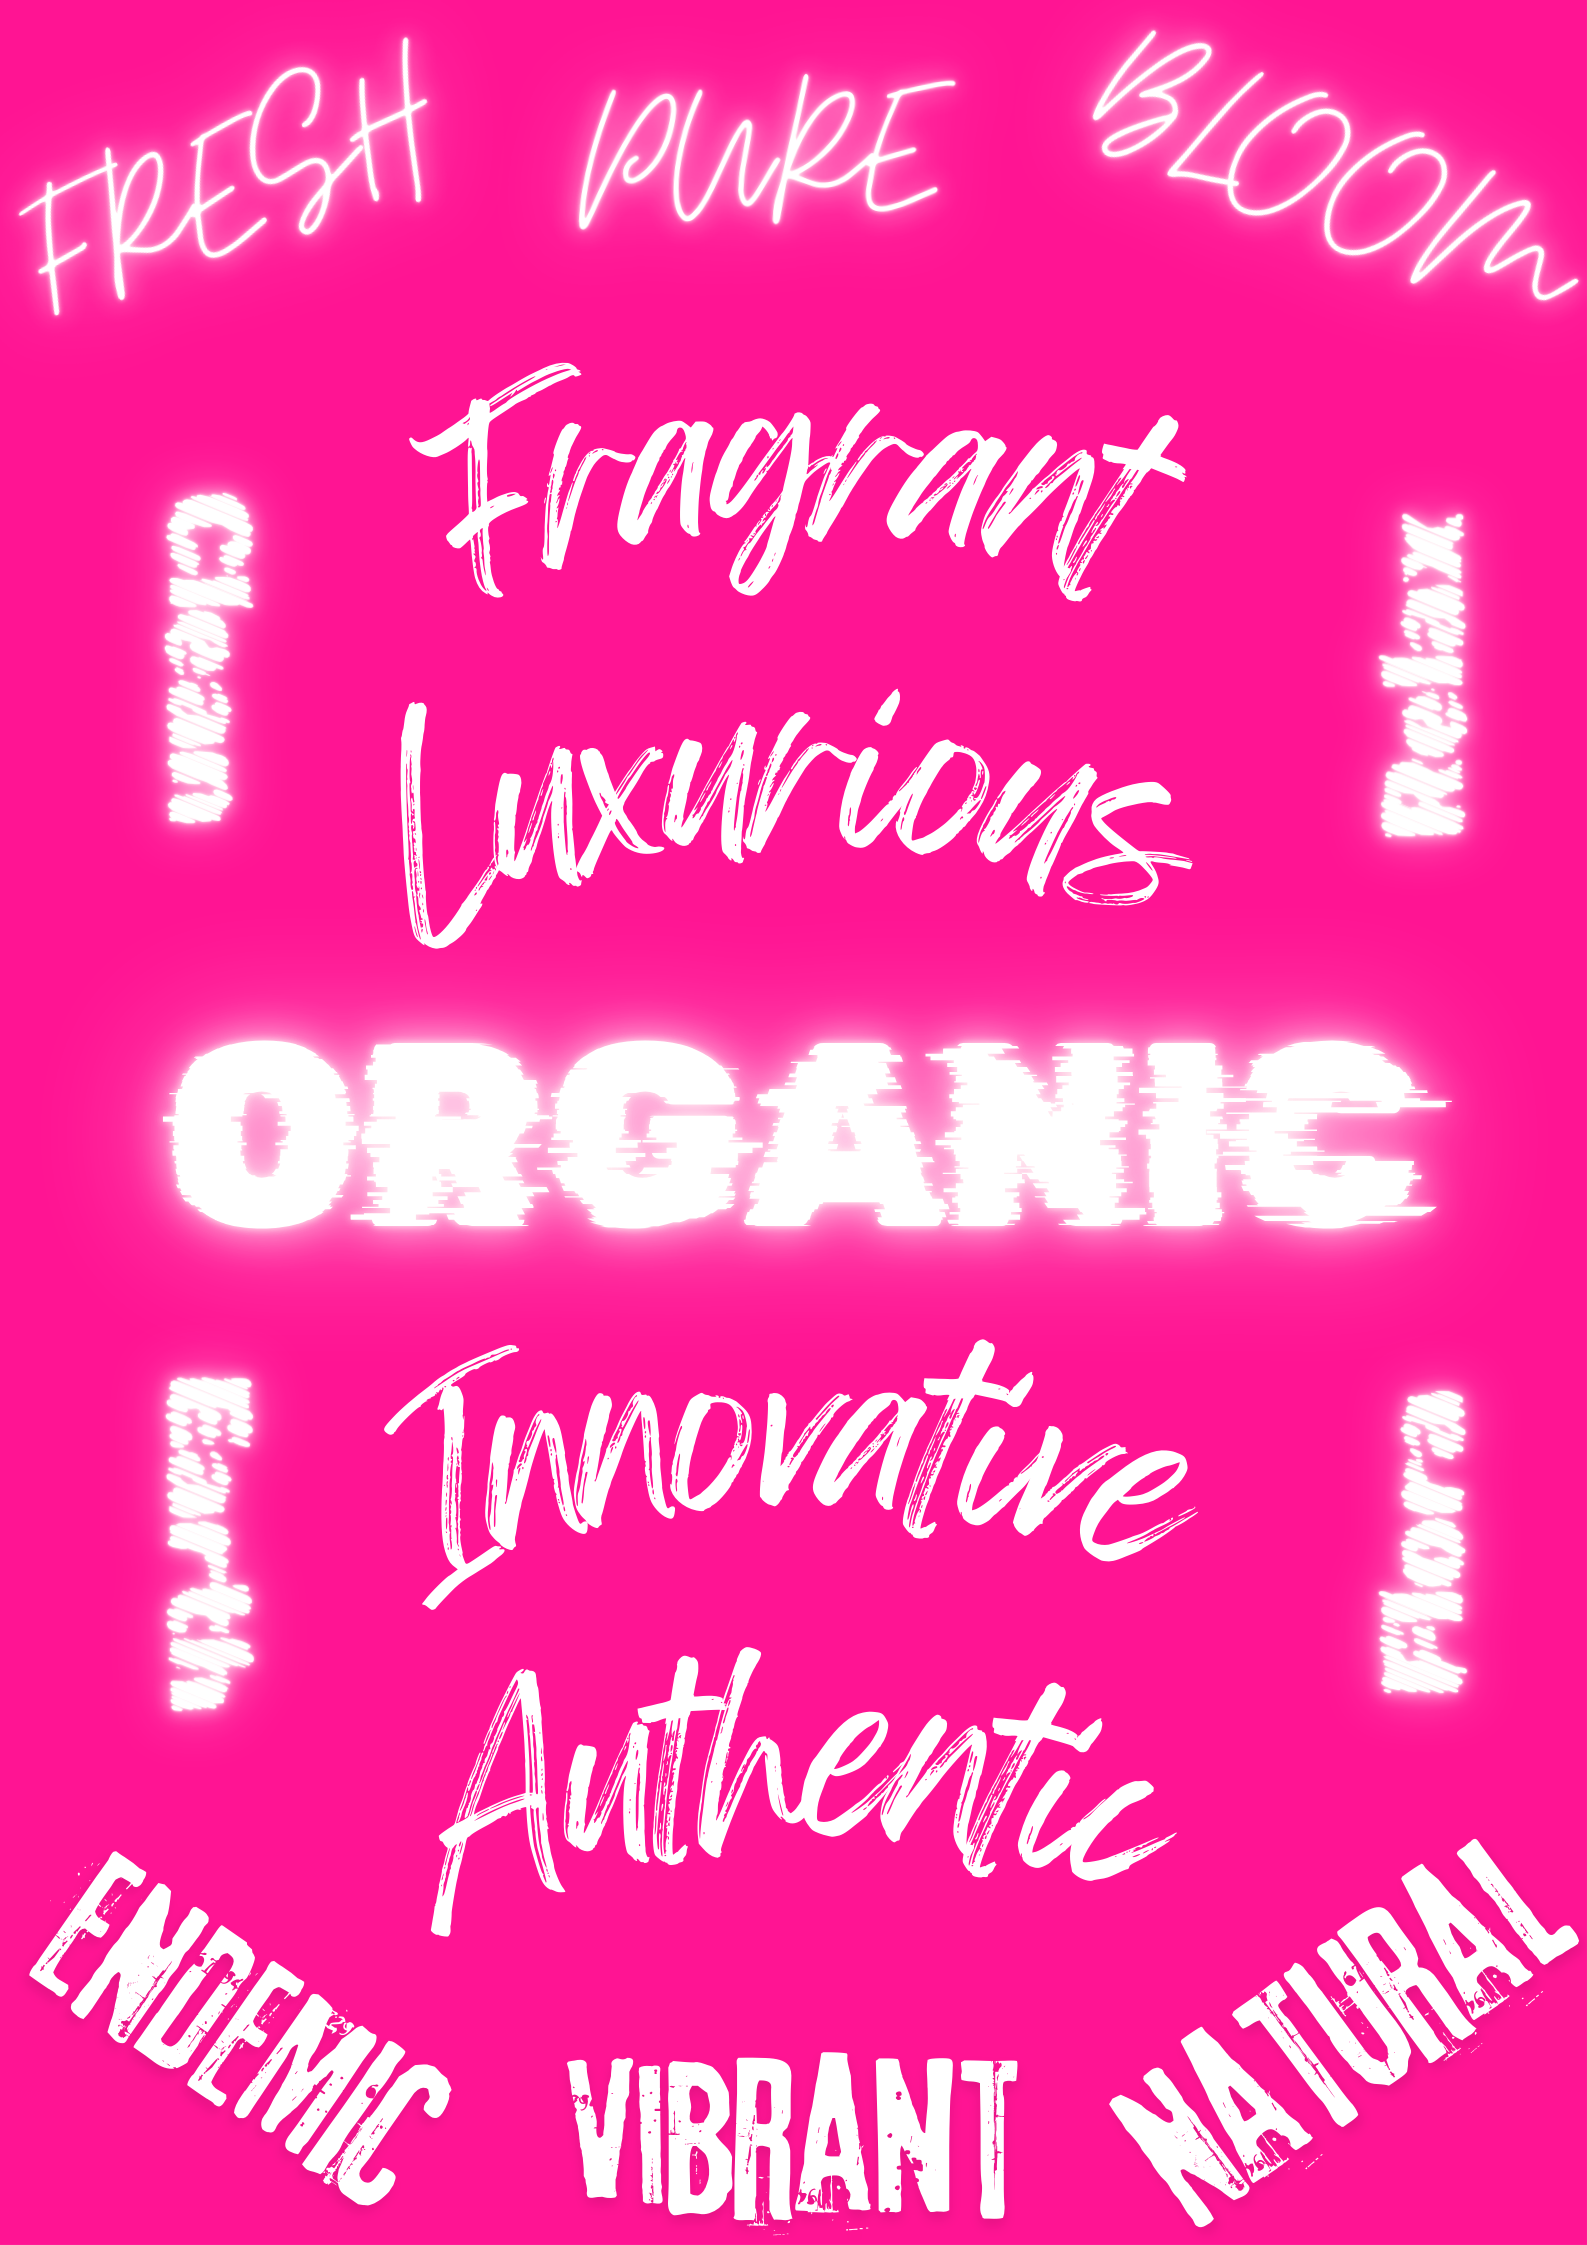 FRESH
PURE
BLOOM
Fragrant
Clean
Relax
Luxurious
ORGANIC
Innovative
Earth
Flora
Authentic
ENDEMIC
VIBRANT
NATURAL